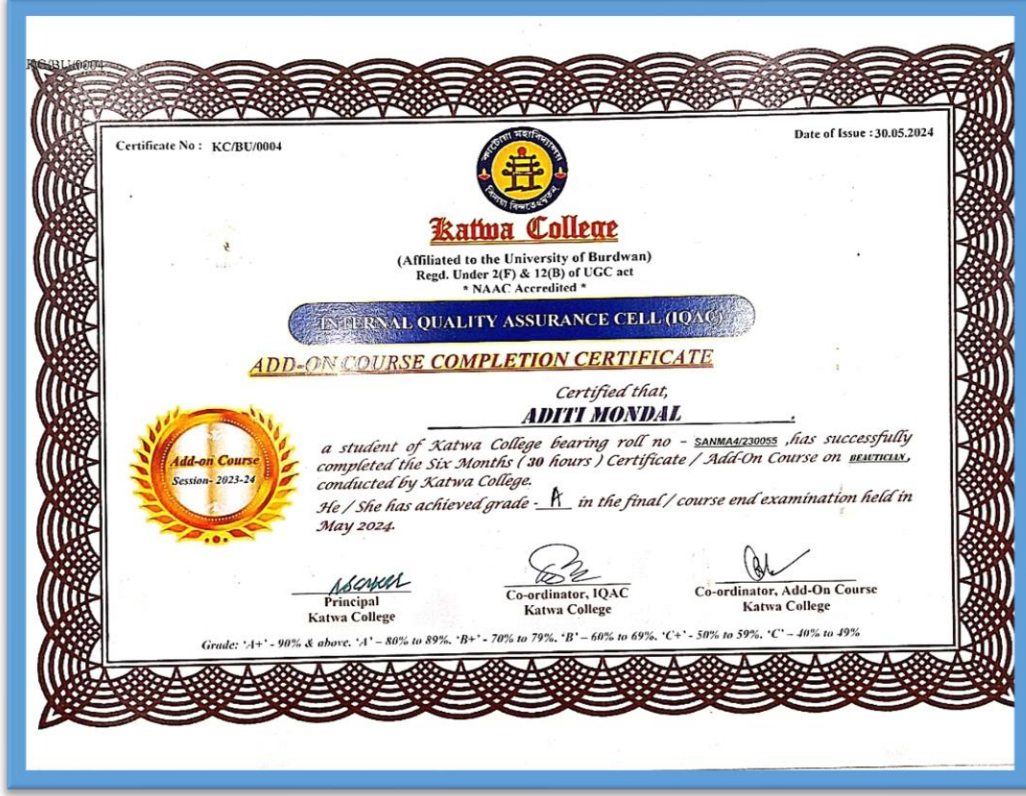 KC/BU/0004
Certificate No : KC/BU/0004
Date of Issue : 30.05.2024
কাটোয়া মহাবিদ্যালয়
Katwa College
(Affiliated to the University of Burdwan)
Regd. Under 2(F) & 12(B) of UGC act
* NAAC Accredited *
INTERNAL QUALITY ASSURANCE CELL (IQAC)
ADD-ON COURSE COMPLETION CERTIFICATE
Certified that,
ADITI MONDAL
a student of Katwa College bearing roll no - SANMA4/230055 ,has successfully
completed the Six Months ( 30 hours ) Certificate / Add-On Course on BEAUTICIAN,
conducted by Katwa College.
He / She has achieved grade - A in the final / course end examination held in
May 2024.
Add-on Course
Session- 2023-24
Principal
Katwa College
Co-ordinator, IQAC
Katwa College
Co-ordinator, Add-On Course
Katwa College
Grade: 'A+' - 90% & above, 'A' – 80% to 89%, 'B+' - 70% to 79%, 'B' – 60% to 69%, 'C+' - 50% to 59%, 'C' – 40% to 49%